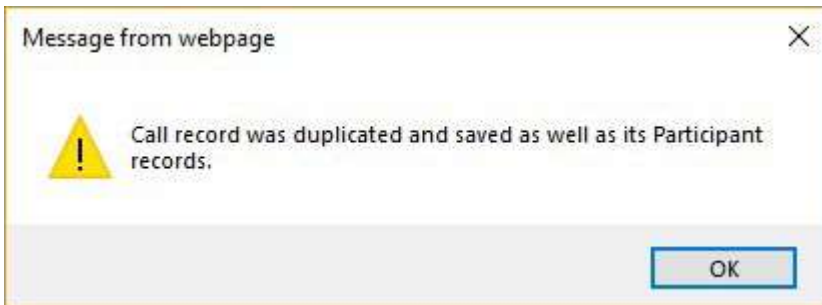 Message from webpage
Call record was duplicated and saved as well as its Participant
records.
OK